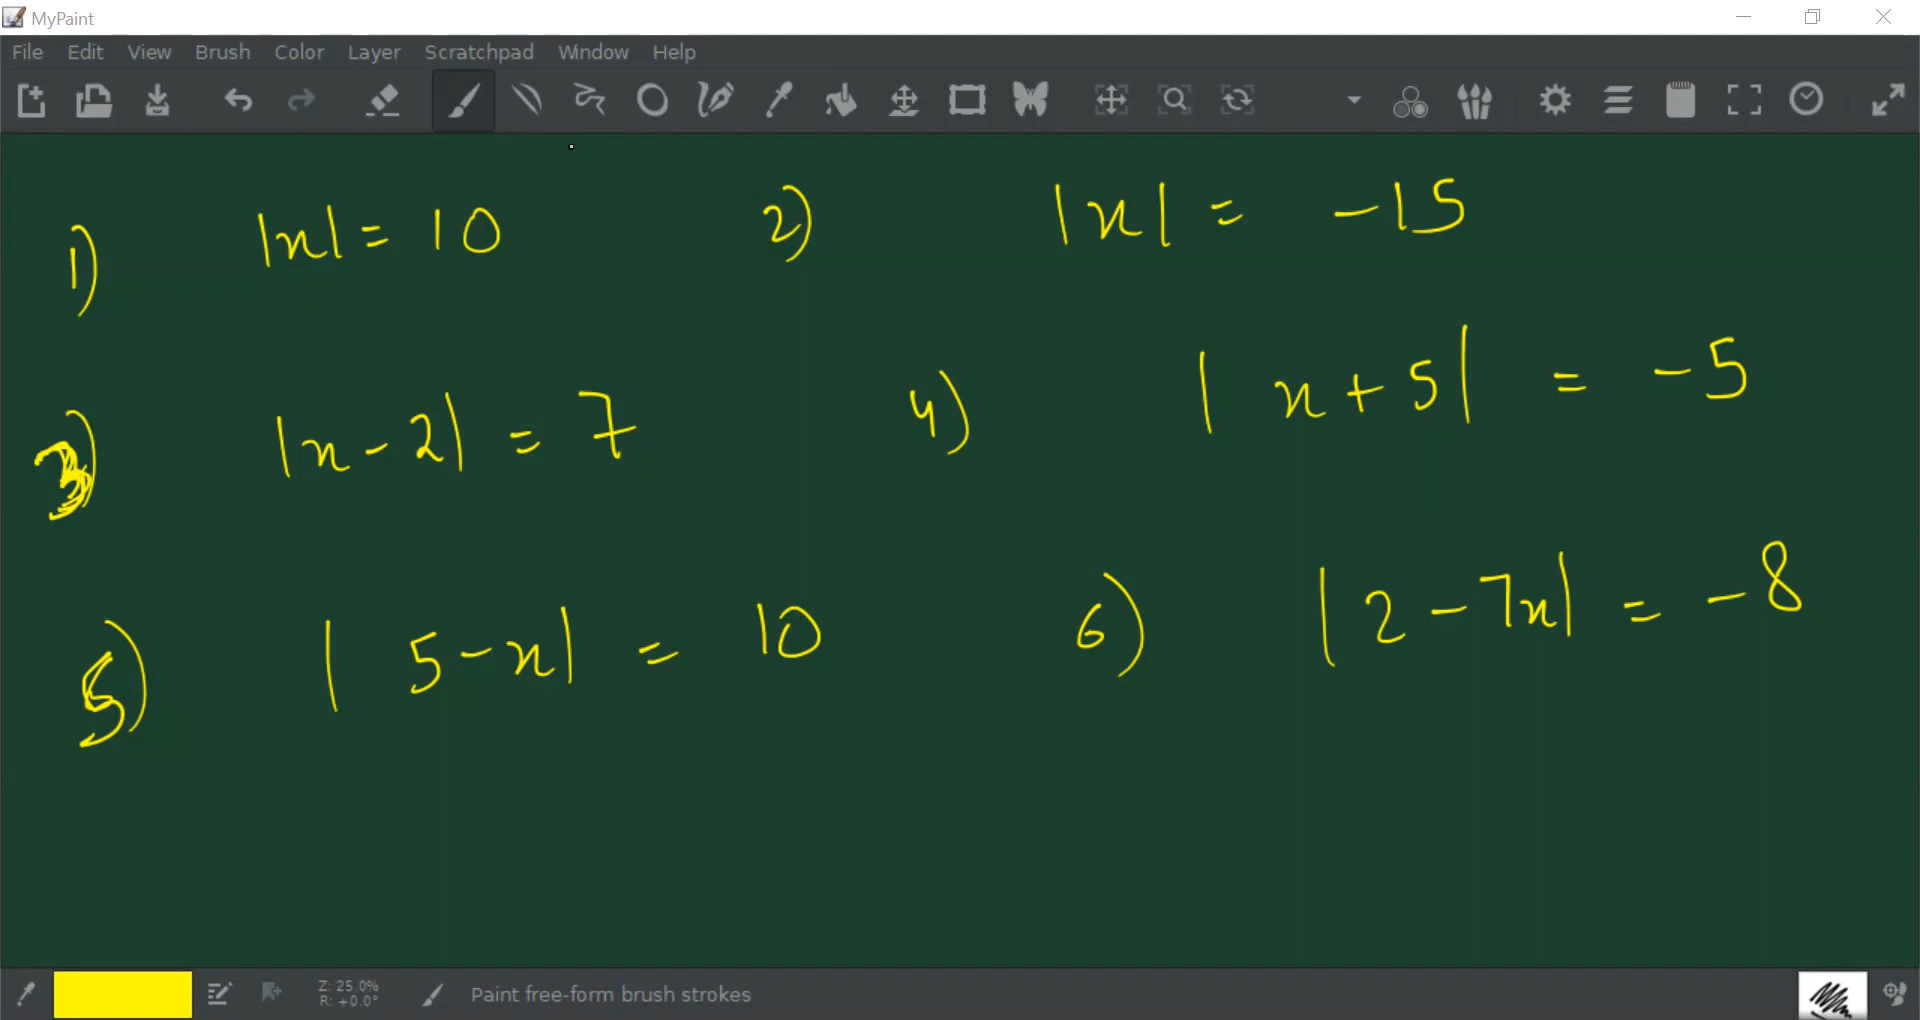 MyPaint
File Edit View Brush Color Layer Scratchpad Window Help
1) |x| = 10 2) |x| = -15
3) |x-2| = 7 4) |x+5| = -5
5) |5-x| = 10 6) |2-7x| = -8
Z: 25.0%
R: +0.0°
Paint free-form brush strokes